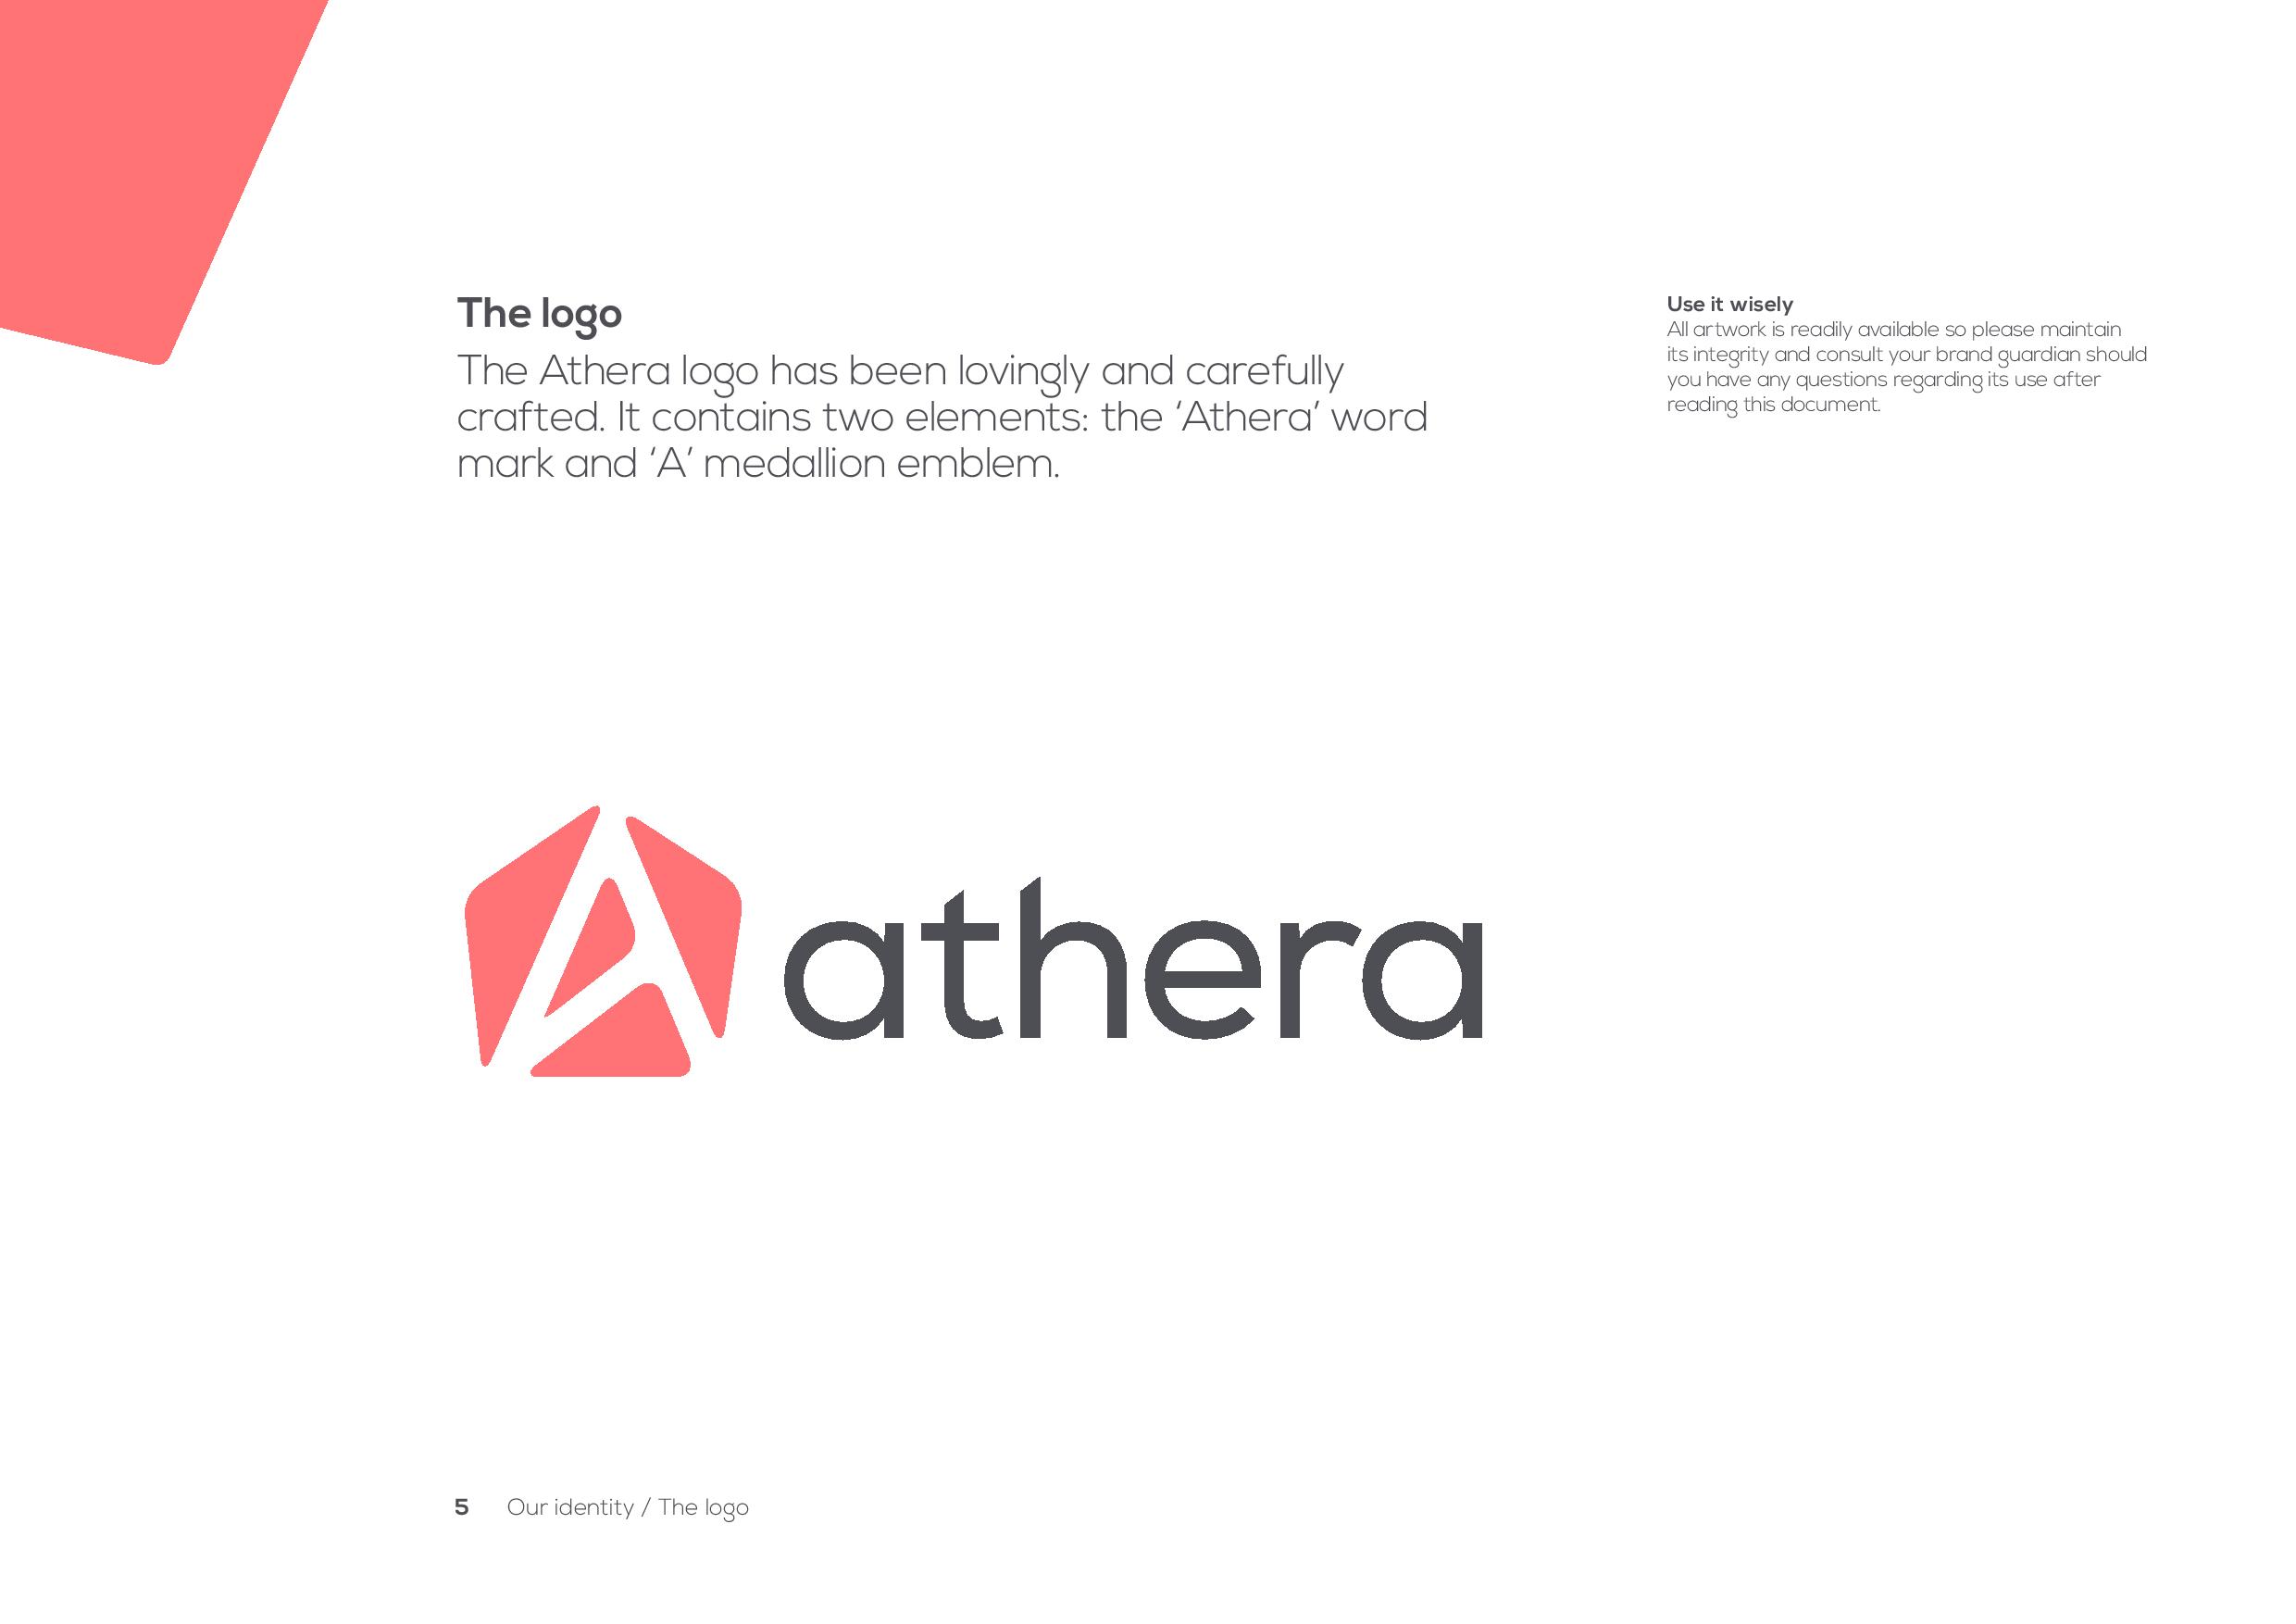 The logo
The Athera logo has been lovingly and carefully
crafted. It contains two elements: the ‘Athera’ word
mark and ‘A’ medallion emblem.
Use it wisely
All artwork is readily available so please maintain
its integrity and consult your brand guardian should
you have any questions regarding its use after
reading this document.
athera
5 Our identity / The logo